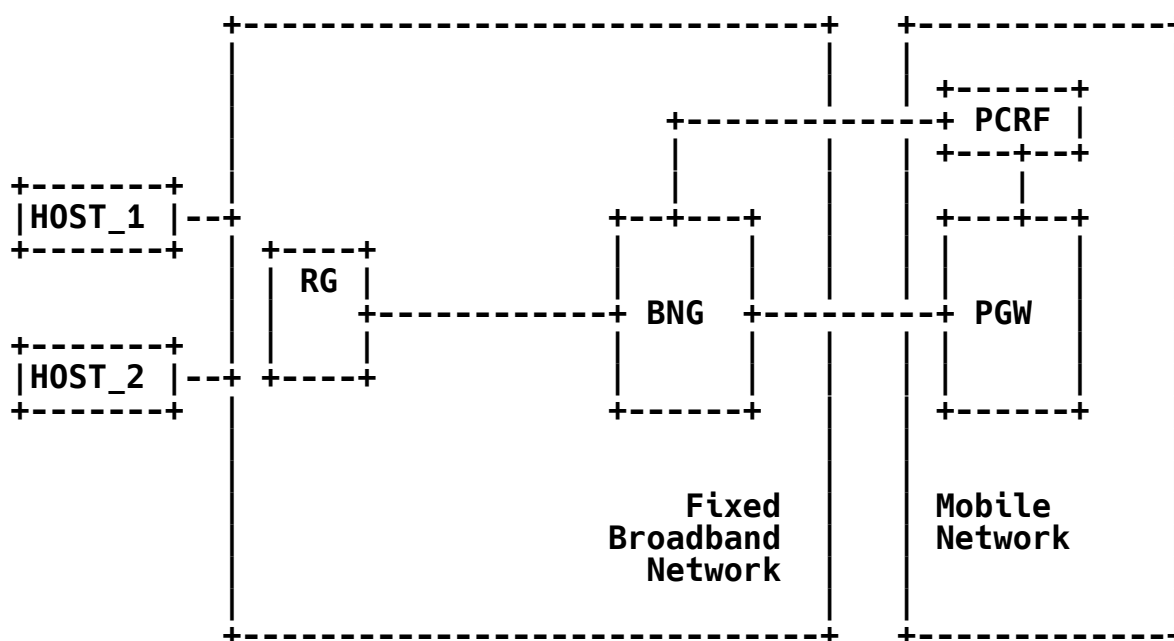 PCRF
HOST_1
RG
BNG
PGW
HOST_2
Fixed
Broadband
Network
Mobile
Network